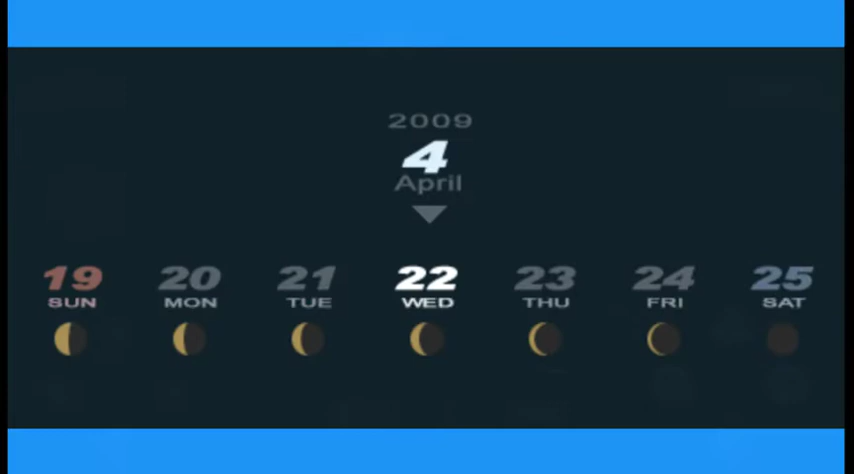 2009
4
April
19 20 21 22 23 24 25
SUN MON TUE WED THU FRI SAT